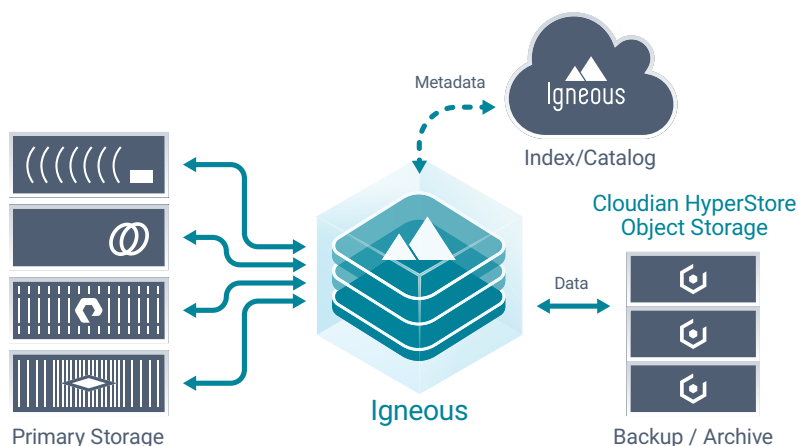 Metadata
Igneous
Index/Catalog
Cloudian HyperStore
Object Storage
Data
Igneous
Primary Storage
Backup / Archive